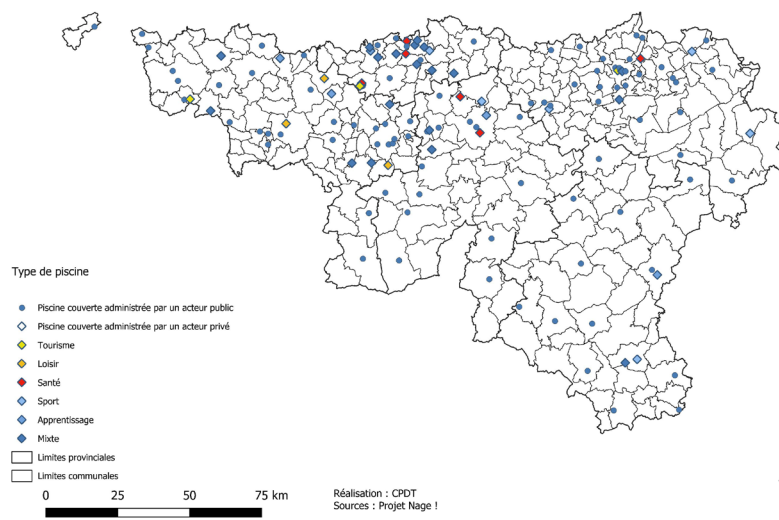 Type de piscine
Piscine couverte administrée par un acteur public
Piscine couverte administrée par un acteur privé
Tourisme
Loisir
Santé
Sport
Apprentissage
Mixte
Limites provinciales
Limites communales
0 25 50 75 km
Réalisation : CPDT
Sources : Projet Nage !